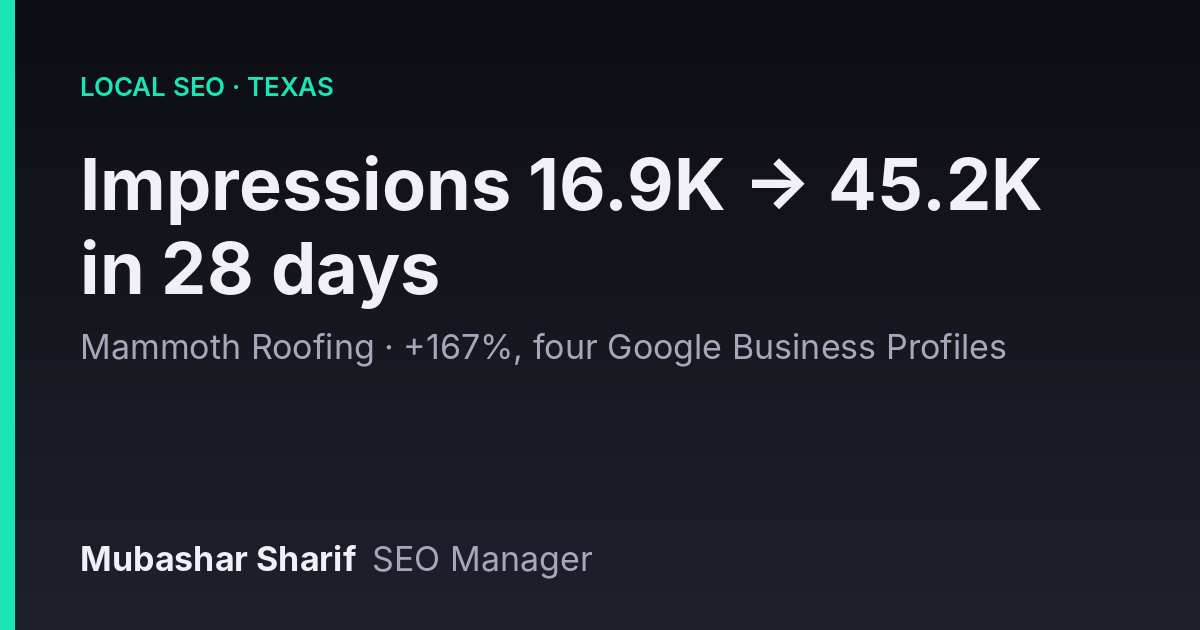 LOCAL SEO · TEXAS
Impressions 16.9K → 45.2K
in 28 days
Mammoth Roofing · +167%, four Google Business Profiles
Mubashar Sharif SEO Manager